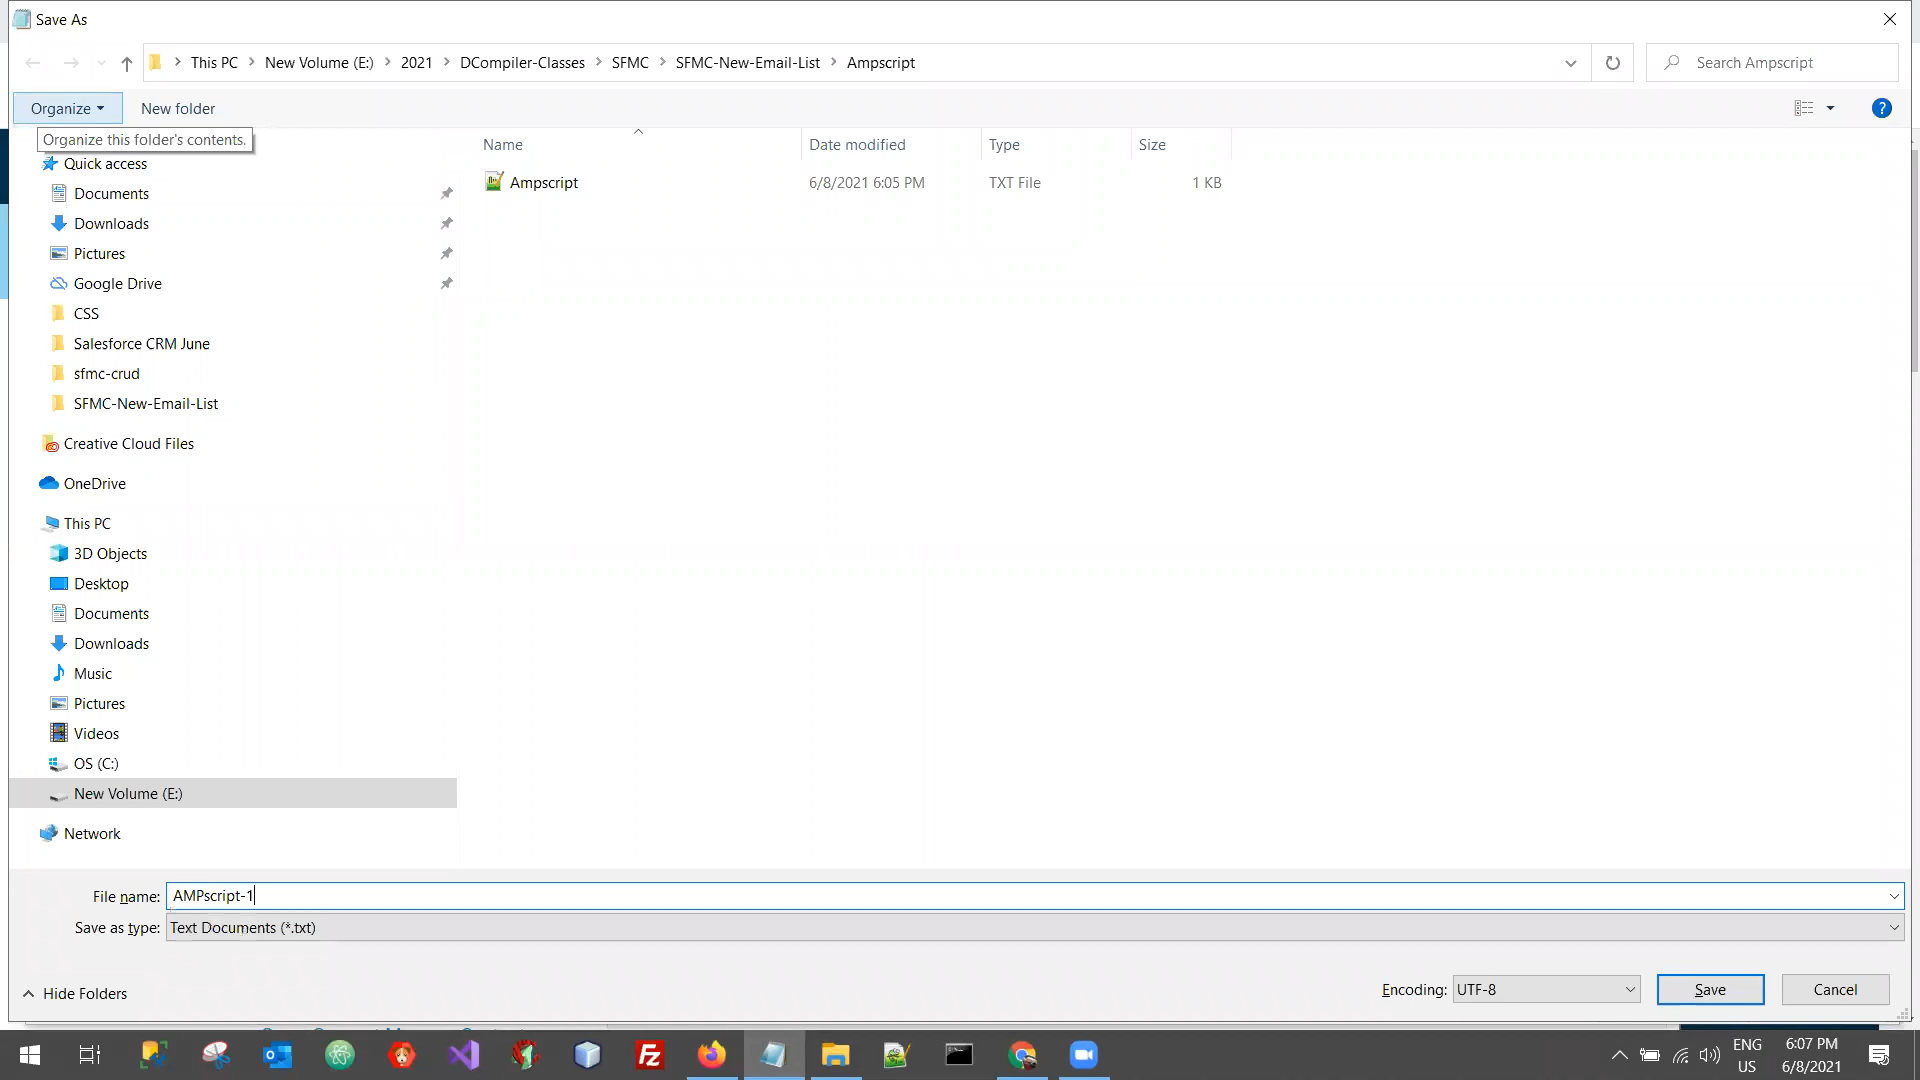 Save As
This PC New Volume (E:) 2021 DCompiler-Classes SFMC SFMC-New-Email-List Ampscript
Search Ampscript
Organize New folder
Organize this folder's contents.
Name Date modified Type Size
Ampscript 6/8/2021 6:05 PM TXT File 1 KB
Quick access
Documents
Downloads
Pictures
Google Drive
CSS
Salesforce CRM June
sfmc-crud
SFMC-New-Email-List
Creative Cloud Files
OneDrive
This PC
3D Objects
Desktop
Documents
Downloads
Music
Pictures
Videos
OS (C:)
New Volume (E:)
Network
File name: AMPscript-1
Save as type: Text Documents (*.txt)
Hide Folders
Encoding: UTF-8
Save
Cancel
ENG
US
6:07 PM
6/8/2021